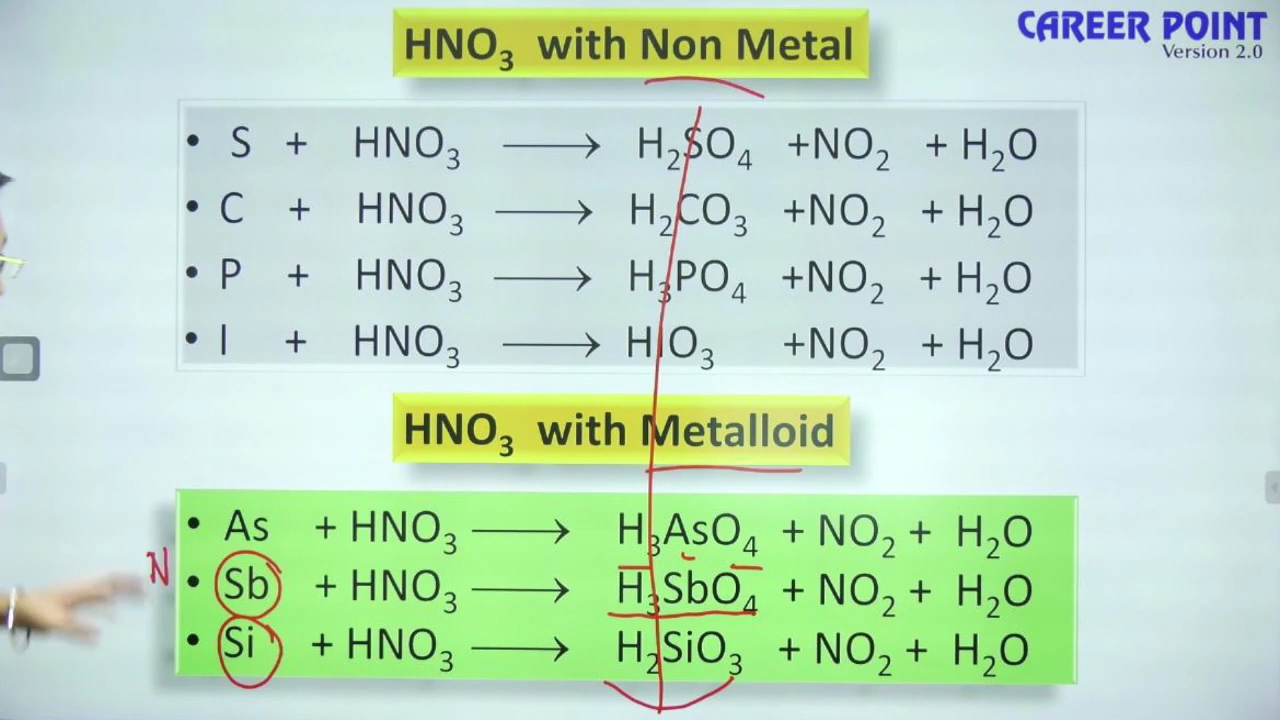 HNO₃ with Non Metal
CAREER POINT
Version 2.0
• S + HNO₃ ⟶ H₂SO₄ +NO₂ + H₂O
• C + HNO₃ ⟶ H₂CO₃ +NO₂ + H₂O
• P + HNO₃ ⟶ H₃PO₄ +NO₂ + H₂O
• I + HNO₃ ⟶ HIO₃ +NO₂ + H₂O
HNO₃ with Metalloid
• As + HNO₃ ⟶ H₃AsO₄ + NO₂ + H₂O
N
• Sb + HNO₃ ⟶ H₃SbO₄ + NO₂ + H₂O
• Si + HNO₃ ⟶ H₂SiO₃ + NO₂ + H₂O